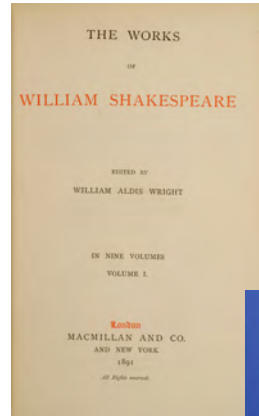 THE WORKS
OF
WILLIAM SHAKESPEARE
EDITED BY
WILLIAM ALDIS WRIGHT
IN NINE VOLUMES
VOLUME I.
London
MACMILLAN AND CO.
AND NEW YORK
1891
All Rights reserved.